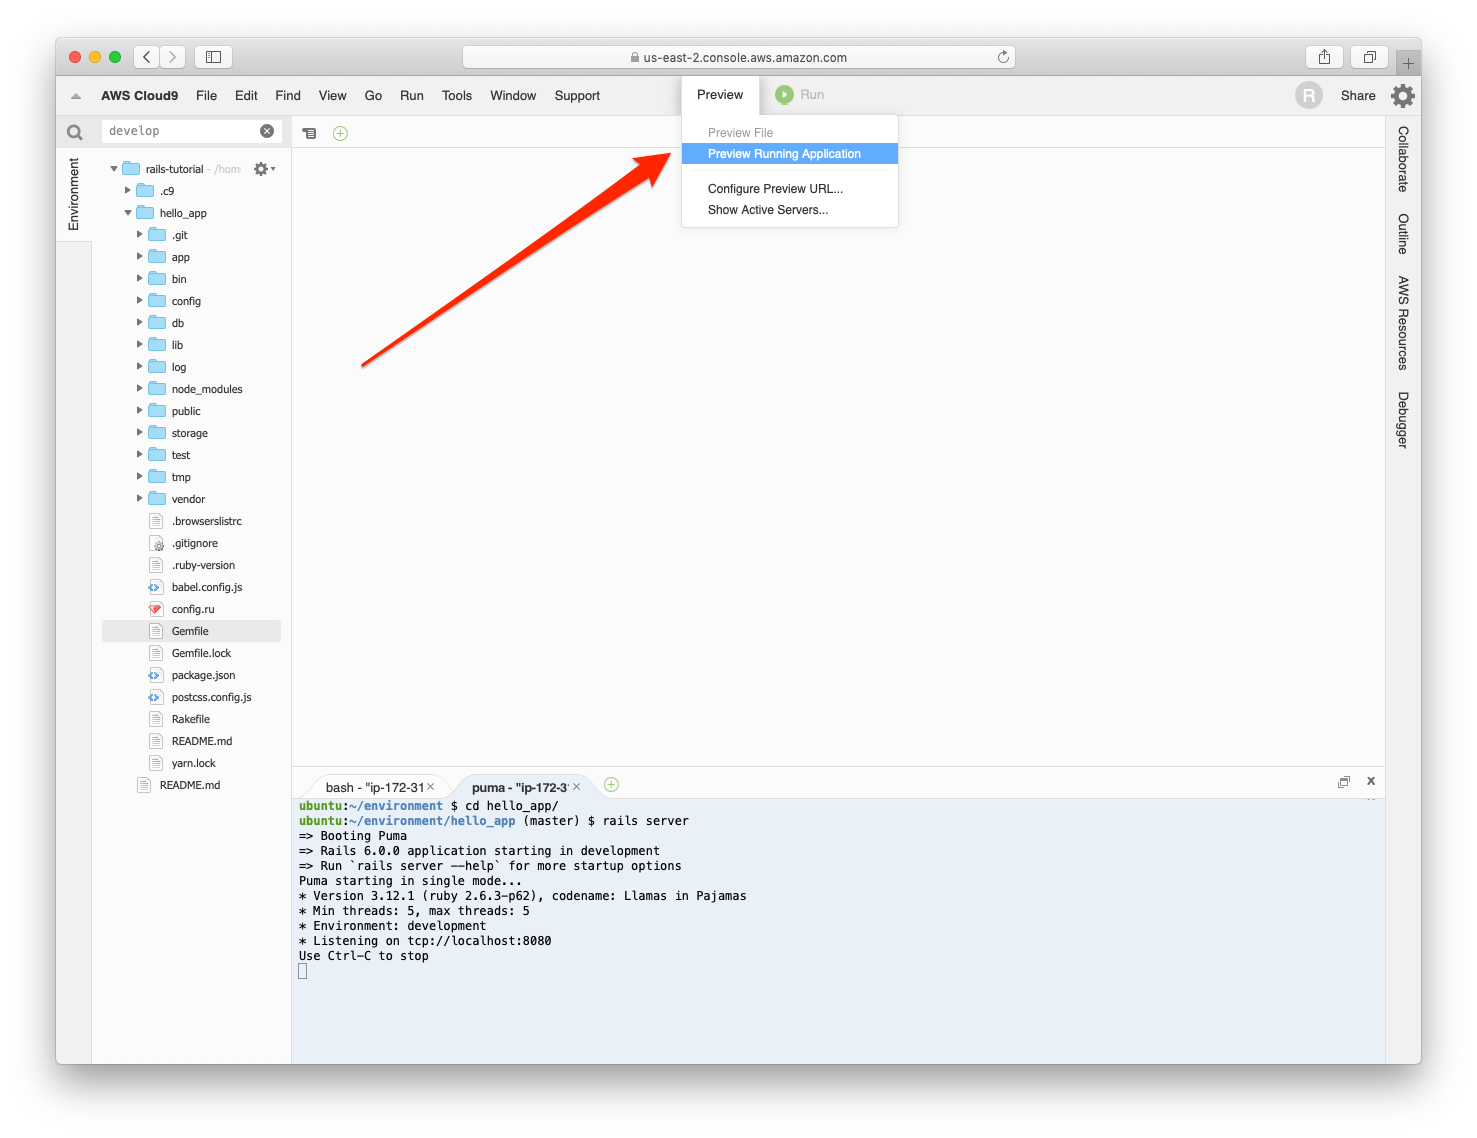 us-east-2.console.aws.amazon.com
AWS Cloud9 File Edit Find View Go Run Tools Window Support Preview Run R Share
develop
Preview File
Preview Running Application
Configure Preview URL...
Show Active Servers...
Environment
rails-tutorial - /hom
.c9
hello_app
.git
app
bin
config
db
lib
log
node_modules
public
storage
test
tmp
vendor
.browserslistrc
.gitignore
.ruby-version
babel.config.js
config.ru
Gemfile
Gemfile.lock
package.json
postcss.config.js
Rakefile
README.md
yarn.lock
README.md
Collaborate
Outline
AWS Resources
Debugger
bash - "ip-172-31 puma - "ip-172-3
ubuntu:~/environment $ cd hello_app/
ubuntu:~/environment/hello_app (master) $ rails server
=> Booting Puma
=> Rails 6.0.0 application starting in development
=> Run `rails server --help` for more startup options
Puma starting in single mode...
* Version 3.12.1 (ruby 2.6.3-p62), codename: Llamas in Pajamas
* Min threads: 5, max threads: 5
* Environment: development
* Listening on tcp://localhost:8080
Use Ctrl-C to stop